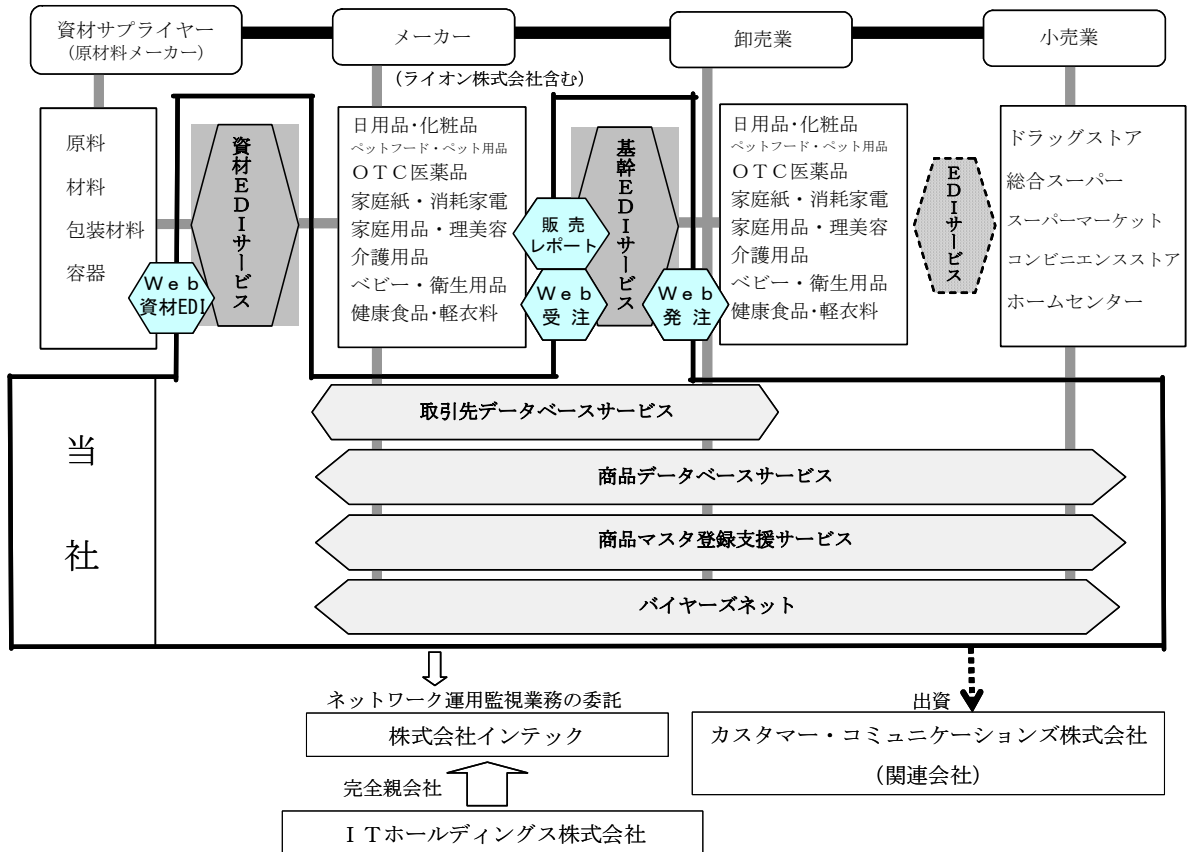 資材サプライヤー
(原材料メーカー)
メーカー
卸売業
小売業
(ライオン株式会社含む)
原料
材料
包装材料
容器
資材EDIサービス
Web
資材EDI
日用品・化粧品
ペットフード・ペット用品
OTC医薬品
家庭紙・消耗家電
家庭用品・理美容
介護用品
ベビー・衛生用品
健康食品・軽衣料
基幹EDIサービス
販売
レポート
Web
受注
Web
発注
日用品・化粧品
ペットフード・ペット用品
OTC医薬品
家庭紙・消耗家電
家庭用品・理美容
介護用品
ベビー・衛生用品
健康食品・軽衣料
EDIサービス
ドラッグストア
総合スーパー
スーパーマーケット
コンビニエンスストア
ホームセンター
当
社
取引先データベースサービス
商品データベースサービス
商品マスタ登録支援サービス
バイヤーズネット
ネットワーク運用監視業務の委託
株式会社インテック
完全親会社
ITホールディングス株式会社
出資
カスタマー・コミュニケーションズ株式会社
(関連会社)